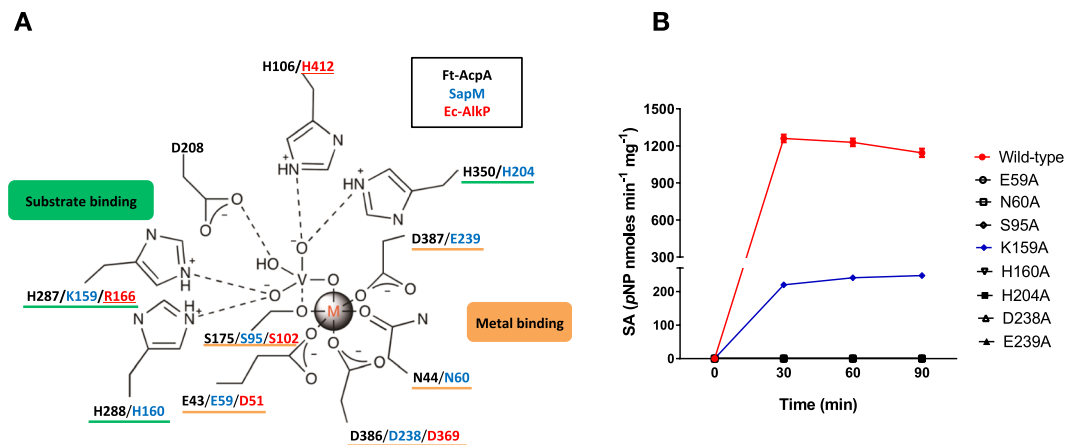 A
H106/H412
Ft-AcpA
SapM
Ec-AlkP
N
HN
+
D208
O
O
−
+
HN
N
H350/H204
Substrate binding
N
N
H
+
−
O
HO
V
O
−
O
D387/E239
O
−
O
H287/K159/R166
H
N
+
N
O
M
O
N
Metal binding
S175/S95/S102
O
−
O
−
O
O
N44/N60
H288/H160
E43/E59/D51
D386/D238/D369
B
SA (pNP nmoles min-1 mg-1)
1500
1200
900
600
300
200
100
0
0
30
60
90
Time (min)
Wild-type
E59A
N60A
S95A
K159A
H160A
H204A
D238A
E239A